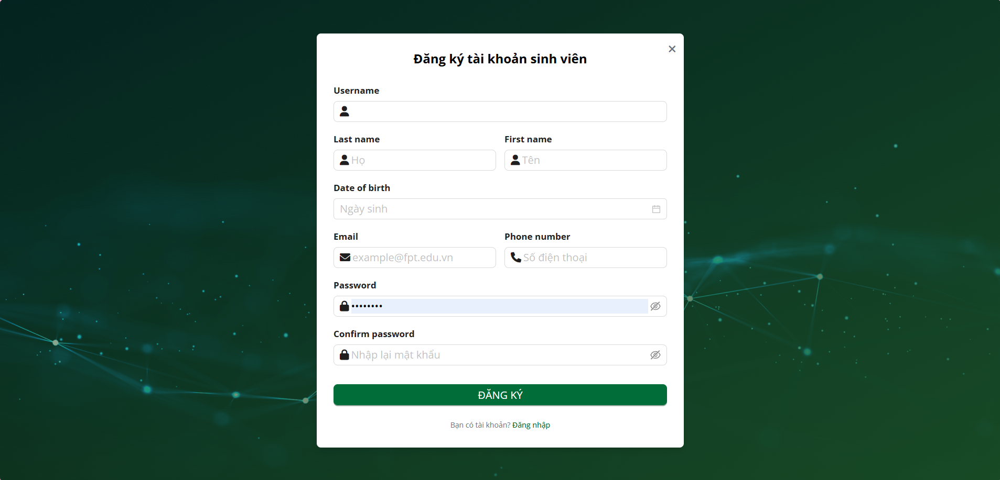 Đăng ký tài khoản sinh viên
Username
Last name First name
Họ Tên
Date of birth
Ngày sinh
Email Phone number
example@fpt.edu.vn Số điện thoại
Password
••••••••
Confirm password
Nhập lại mật khẩu
ĐĂNG KÝ
Bạn có tài khoản? Đăng nhập